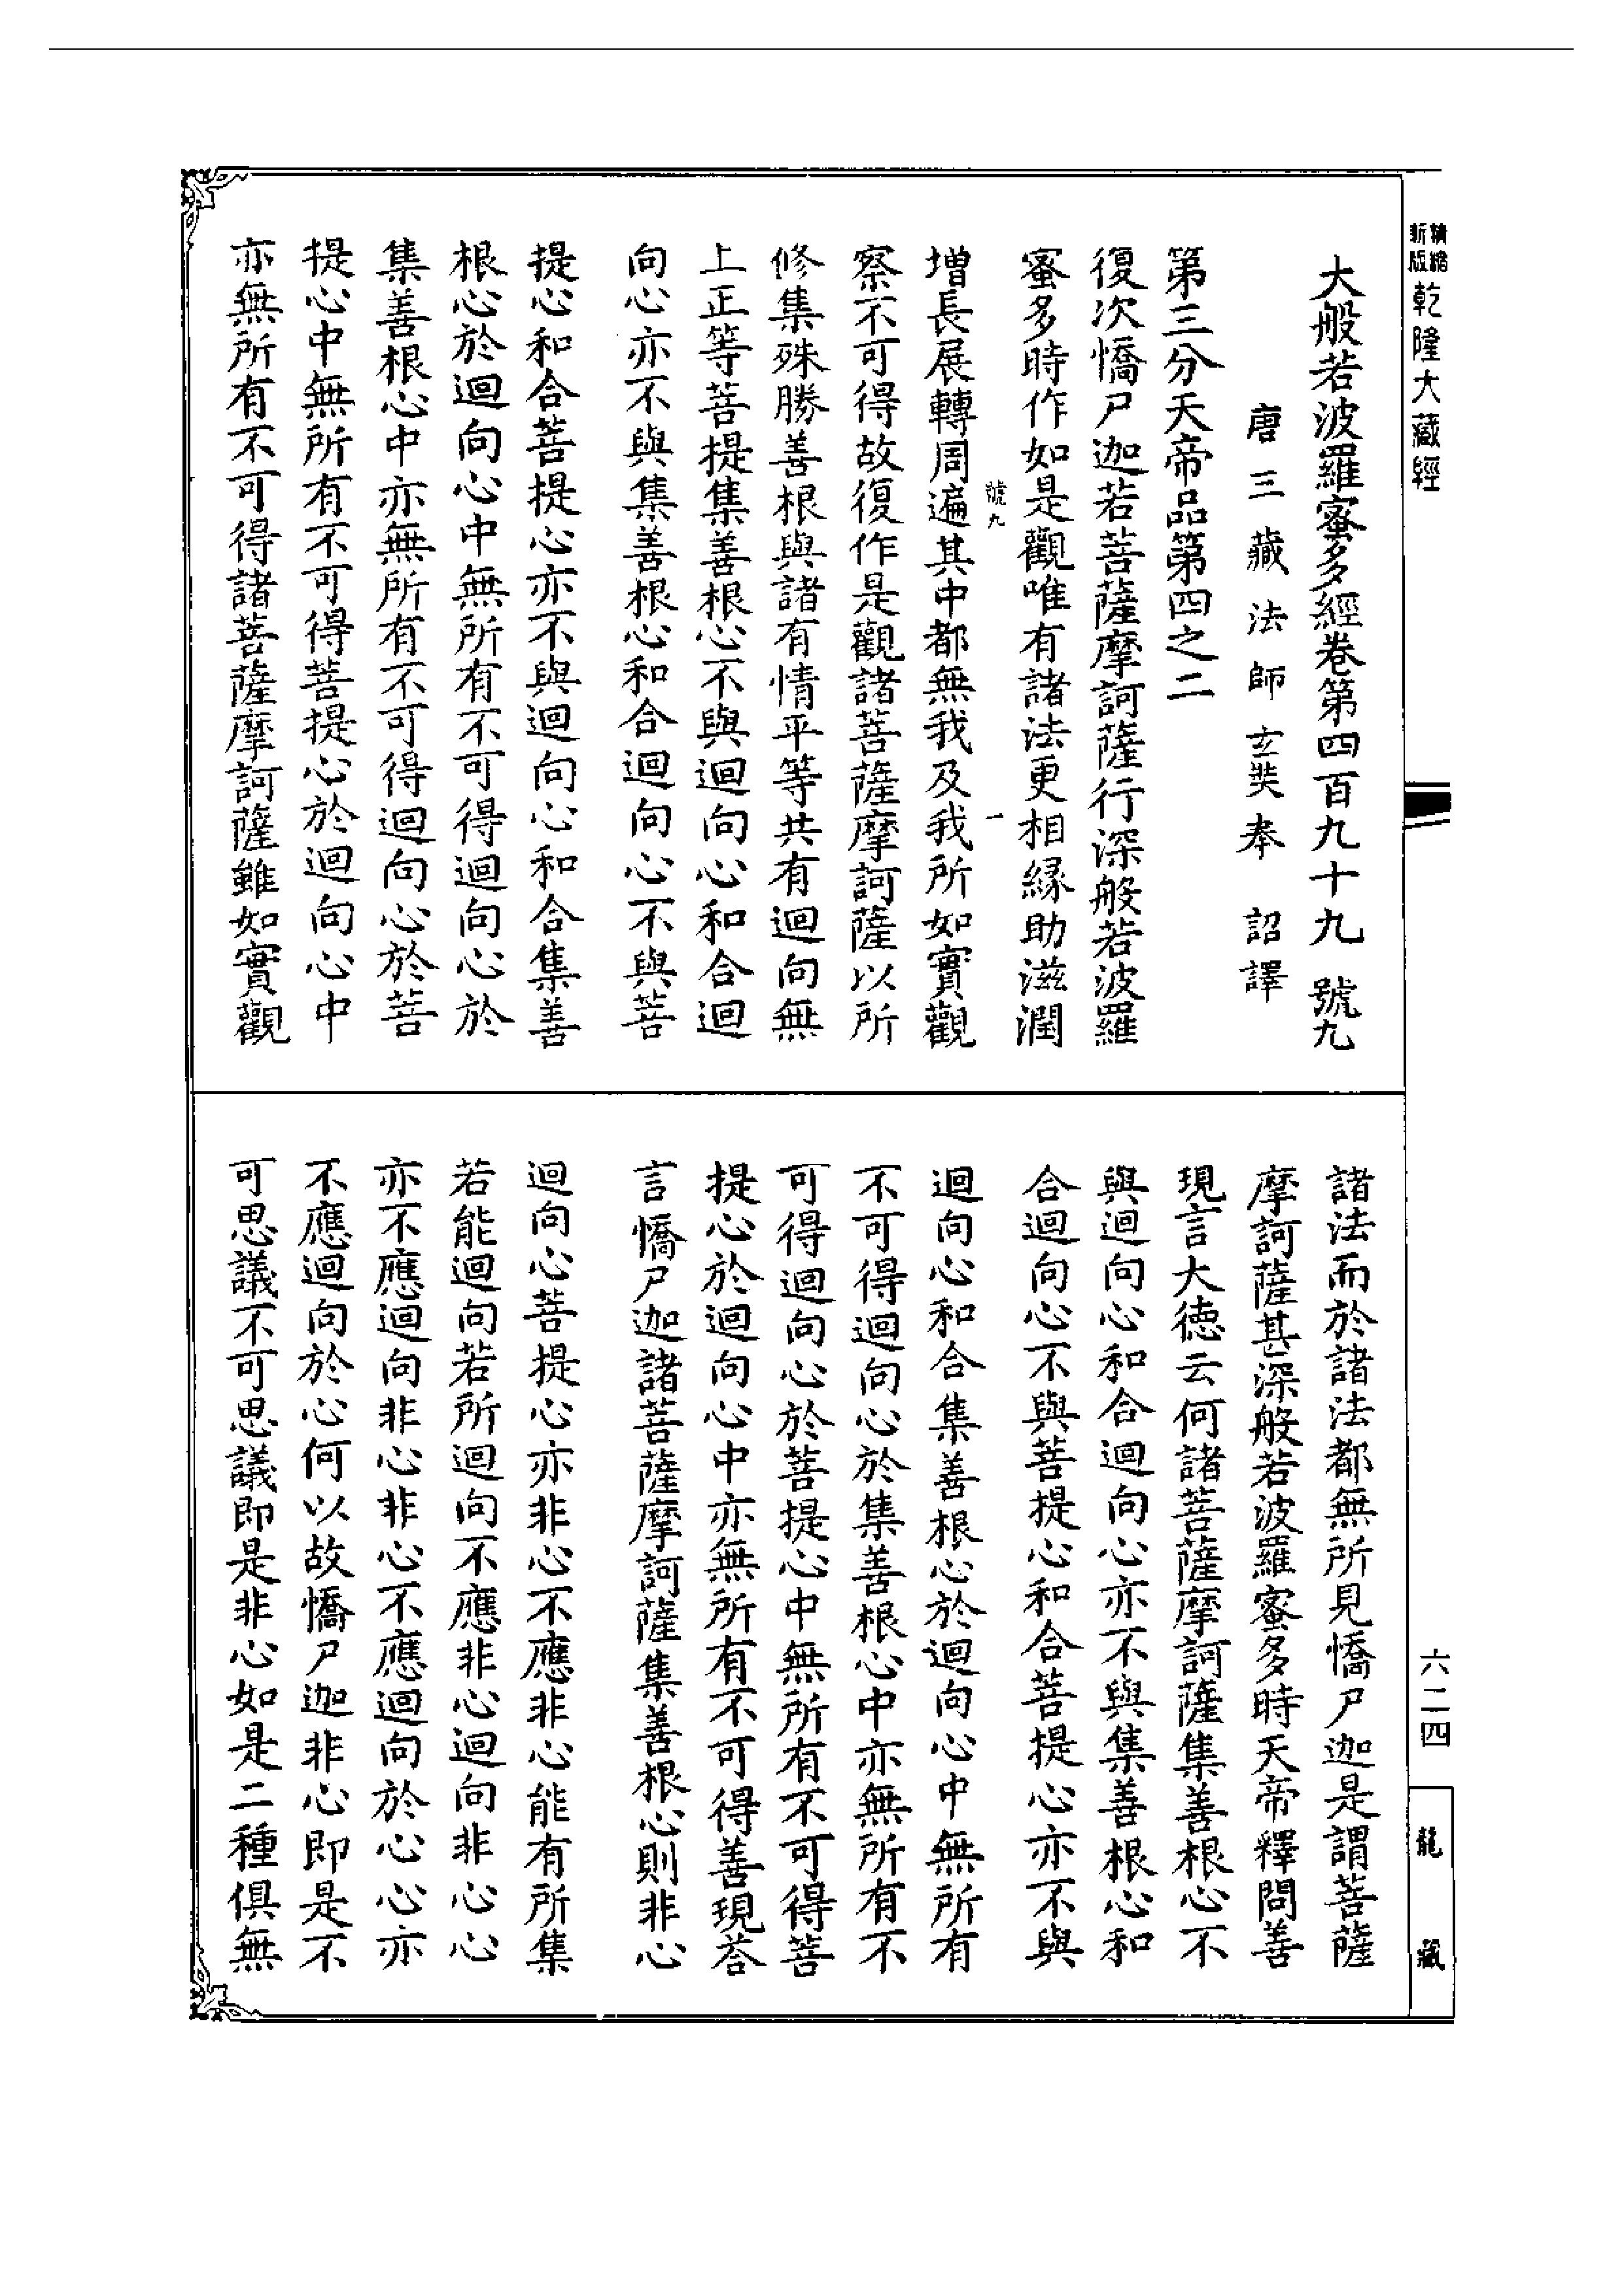 新版精縮乾隆大藏經
大般若波羅蜜多經卷第四百九十九 號九
唐三藏法師玄奘奉 詔譯
第三分天帝品第四之二
復次憍尸迦若菩薩摩訶薩行深般若波羅
蜜多時作如是觀唯有諸法更相緣助滋潤
號九 一
增長展轉周遍其中都無我及我所如實觀
察不可得故復作是觀諸菩薩摩訶薩以所
修集殊勝善根與諸有情平等共有迴向無
上正等菩提集善根心不與迴向心和合迴
向心亦不與集善根心和合迴向心不與菩
提心和合菩提心亦不與迴向心和合集善
根心於迴向心中無所有不可得迴向心於
集善根心中亦無所有不可得迴向心於菩
提心中無所有不可得菩提心於迴向心中
亦無所有不可得諸菩薩摩訶薩雖如實觀
諸法而於諸法都無所見憍尸迦是謂菩薩
摩訶薩甚深般若波羅蜜多時天帝釋問善
現言大德云何諸菩薩摩訶薩集善根心不
與迴向心和合迴向心亦不與集善根心和
合迴向心不與菩提心和合菩提心亦不與
迴向心和合集善根心於迴向心中無所有
不可得迴向心於集善根心中亦無所有不
可得迴向心於菩提心中無所有不可得菩
提心於迴向心中亦無所有不可得善現荅
言憍尸迦諸菩薩摩訶薩集善根心則非心
迴向心菩提心亦非心不應非心能有所集
若能迴向若所迴向不應非心迴向非心心
亦不應迴向非心非心不應迴向於心心亦
不應迴向於心何以故憍尸迦非心即是不
可思議不可思議即是非心如是二種俱無
六二四
龍藏